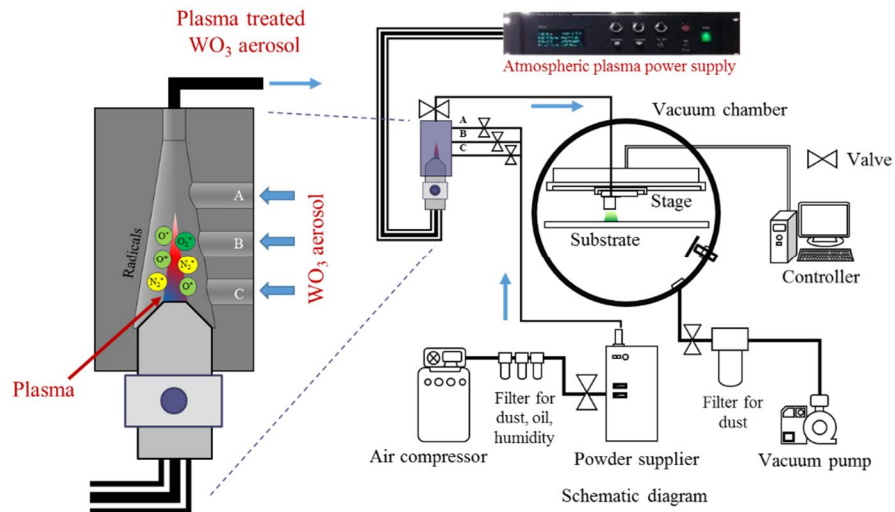 Plasma treated
WO3 aerosol
Atmospheric plasma power supply
A
B
C
Vacuum chamber
Valve
Stage
Substrate
Controller
A
B
C
WO3 aerosol
Radicals
O*
O2*
O*
N2*
N2*
O*
Plasma
Filter for
dust, oil,
humidity
Air compressor
Powder supplier
Filter for
dust
Vacuum pump
Schematic diagram